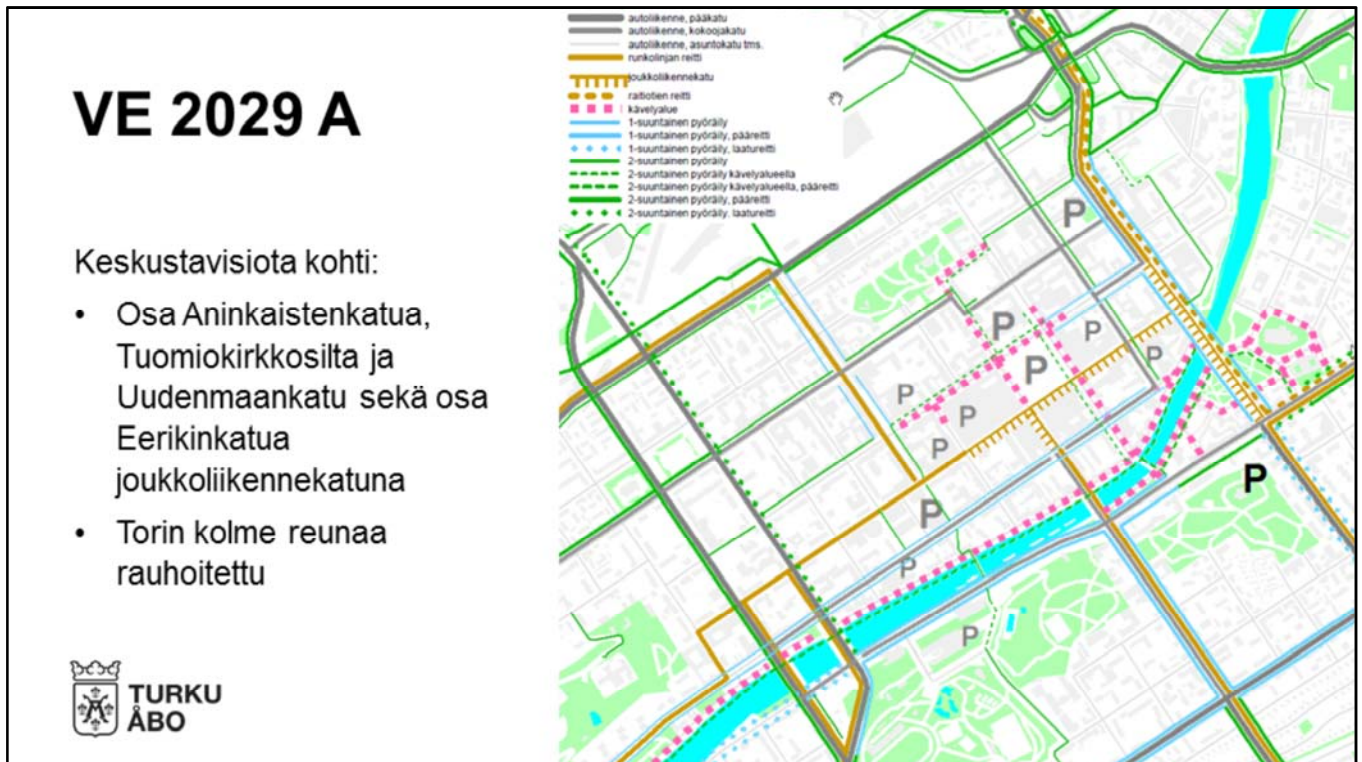 VE 2029 A
Keskustavisiota kohti:
• Osa Aninkaistenkatua,
Tuomiokirkkosilta ja
Uudenmaankatu sekä osa
Eerikinkatua
joukkoliikennekatuna
• Torin kolme reunaa
rauhoitettu
TURKU
ÅBO
autoliikenne, pääkatu
autoliikenne, kokoojakatu
autoliikenne, asuntokatu tms.
runkolinjan reitti
joukkoliikennekatu
raitiotien reitti
kävelyalue
1-suuntainen pyöräily
1-suuntainen pyöräily, pääreitti
1-suuntainen pyöräily, laatureitti
2-suuntainen pyöräily
2-suuntainen pyöräily kävelyalueella
2-suuntainen pyöräily kävelyalueella, pääreitti
2-suuntainen pyöräily, pääreitti
2-suuntainen pyöräily, laatureitti
P
P
P
P
P
P
P
P
P
P
P
P
P